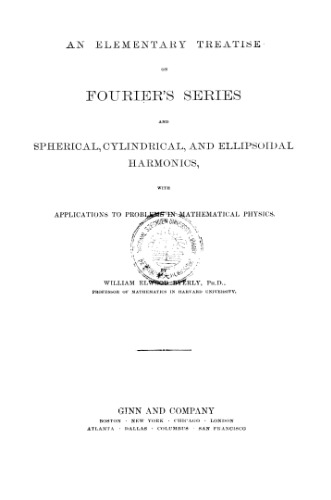 AN ELEMENTARY TREATISE
ON
FOURIER'S SERIES
AND
SPHERICAL, CYLINDRICAL, AND ELLIPSOIDAL
HARMONICS,
WITH
APPLICATIONS TO PROBLEMS IN MATHEMATICAL PHYSICS.
BY
WILLIAM ELWOOD BYERLY, PH.D.,
PROFESSOR OF MATHEMATICS IN HARVARD UNIVERSITY.
GINN AND COMPANY
BOSTON · NEW YORK · CHICAGO · LONDON
ATLANTA · DALLAS · COLUMBUS · SAN FRANCISCO